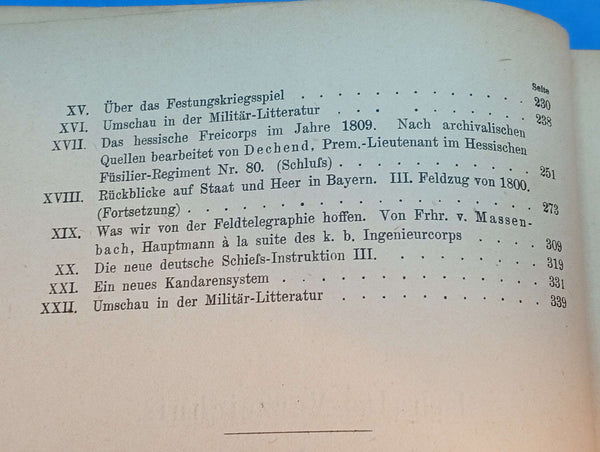 Seite
XV. Über das Festungskriegsspiel . . . . . . . . . . . . 230
XVI. Umschau in der Militär-Litteratur . . . . . . . . . . 238
XVII. Das hessische Freicorps im Jahre 1809. Nach archivalischen
Quellen bearbeitet von Dechend, Prem.-Lieutenant im Hessischen
Füsilier-Regiment Nr. 80. (Schluſs) . . . . . . . . . . 251
XVIII. Rückblicke auf Staat und Heer in Bayern. III. Feldzug von 1800.
(Fortsetzung) . . . . . . . . . . . . . . . . 273
XIX. Was wir von der Feldtelegraphie hoffen. Von Frhr. v. Massen-
bach, Hauptmann à la suite des k. b. Ingenieurcorps . . . . 309
XX. Die neue deutsche Schieſs-Instruktion III. . . . . . . . . 319
XXI. Ein neues Kandarensystem . . . . . . . . . . . . 331
XXII. Umschau in der Militär-Litteratur . . . . . . . . . . 339